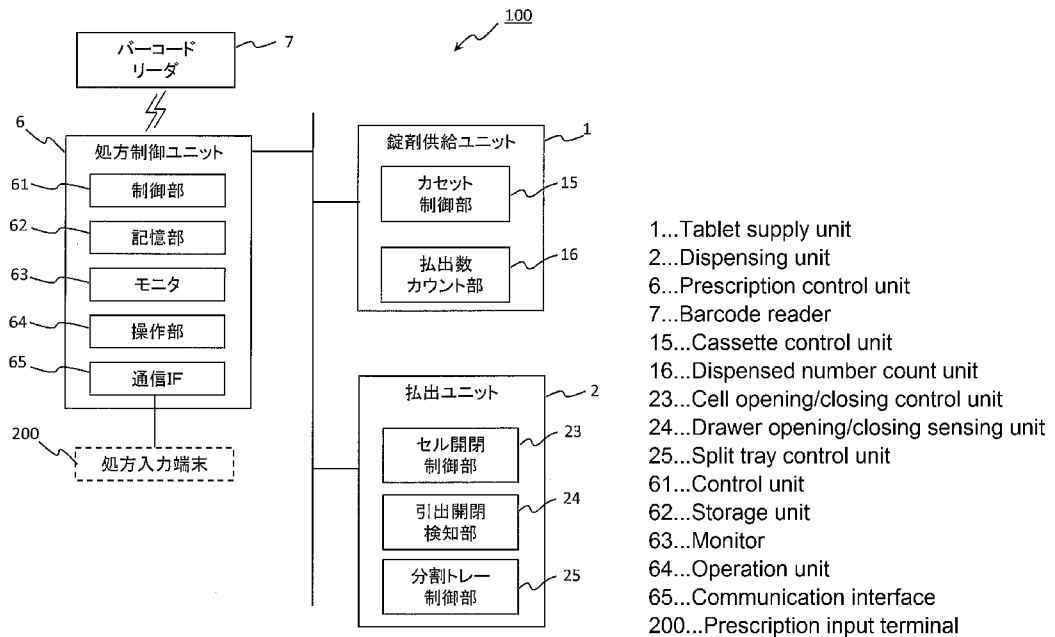 100
バーコード
リーダ
7
6
処方制御ユニット
61
制御部
62
記憶部
63
モニタ
64
操作部
65
通信IF
200
処方入力端末
錠剤供給ユニット
1
カセット
制御部
15
払出数
カウント部
16
払出ユニット
2
セル開閉
制御部
23
引出開閉
検知部
24
分割トレー
制御部
25
1...Tablet supply unit
2...Dispensing unit
6...Prescription control unit
7...Barcode reader
15...Cassette control unit
16...Dispensed number count unit
23...Cell opening/closing control unit
24...Drawer opening/closing sensing unit
25...Split tray control unit
61...Control unit
62...Storage unit
63...Monitor
64...Operation unit
65...Communication interface
200...Prescription input terminal